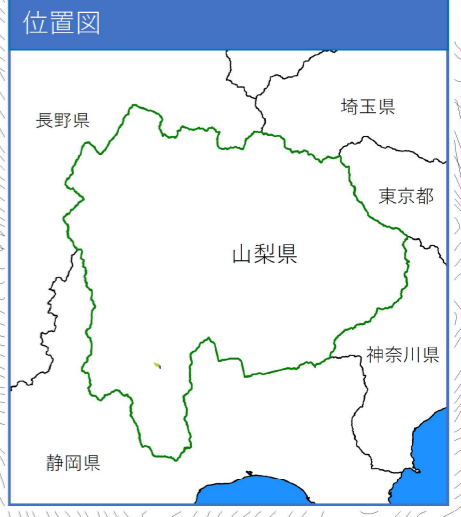 位置図
長野県
埼玉県
東京都
山梨県
神奈川県
静岡県